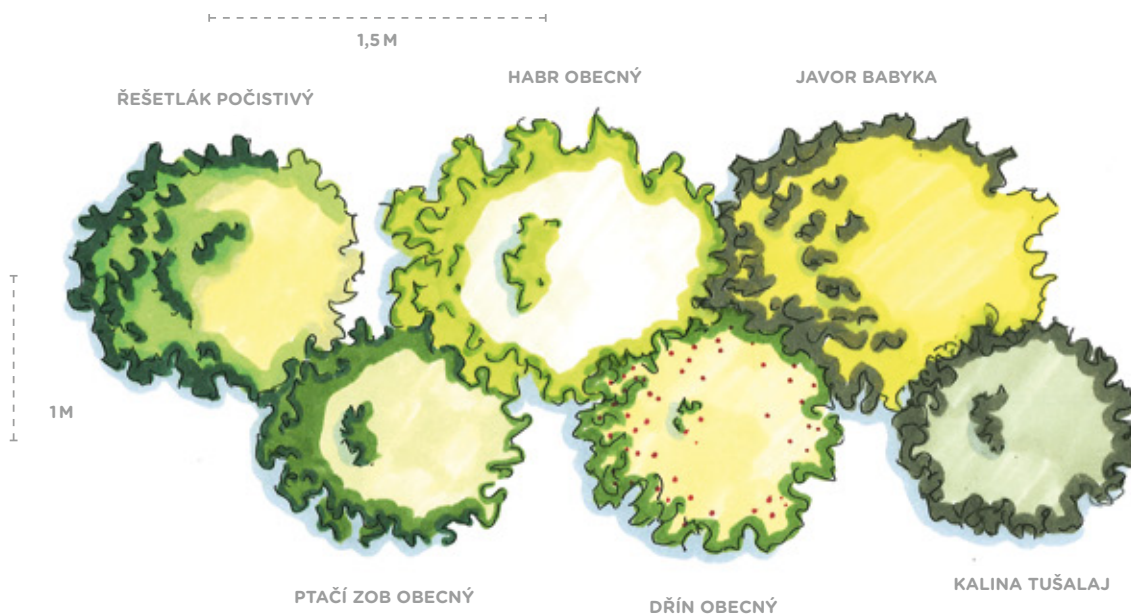 1,5 M
HABR OBECNÝ
JAVOR BABYKA
ŘEŠETLÁK POČISTIVÝ
1 M
PTAČÍ ZOB OBECNÝ
DŘÍN OBECNÝ
KALINA TUŠALAJ